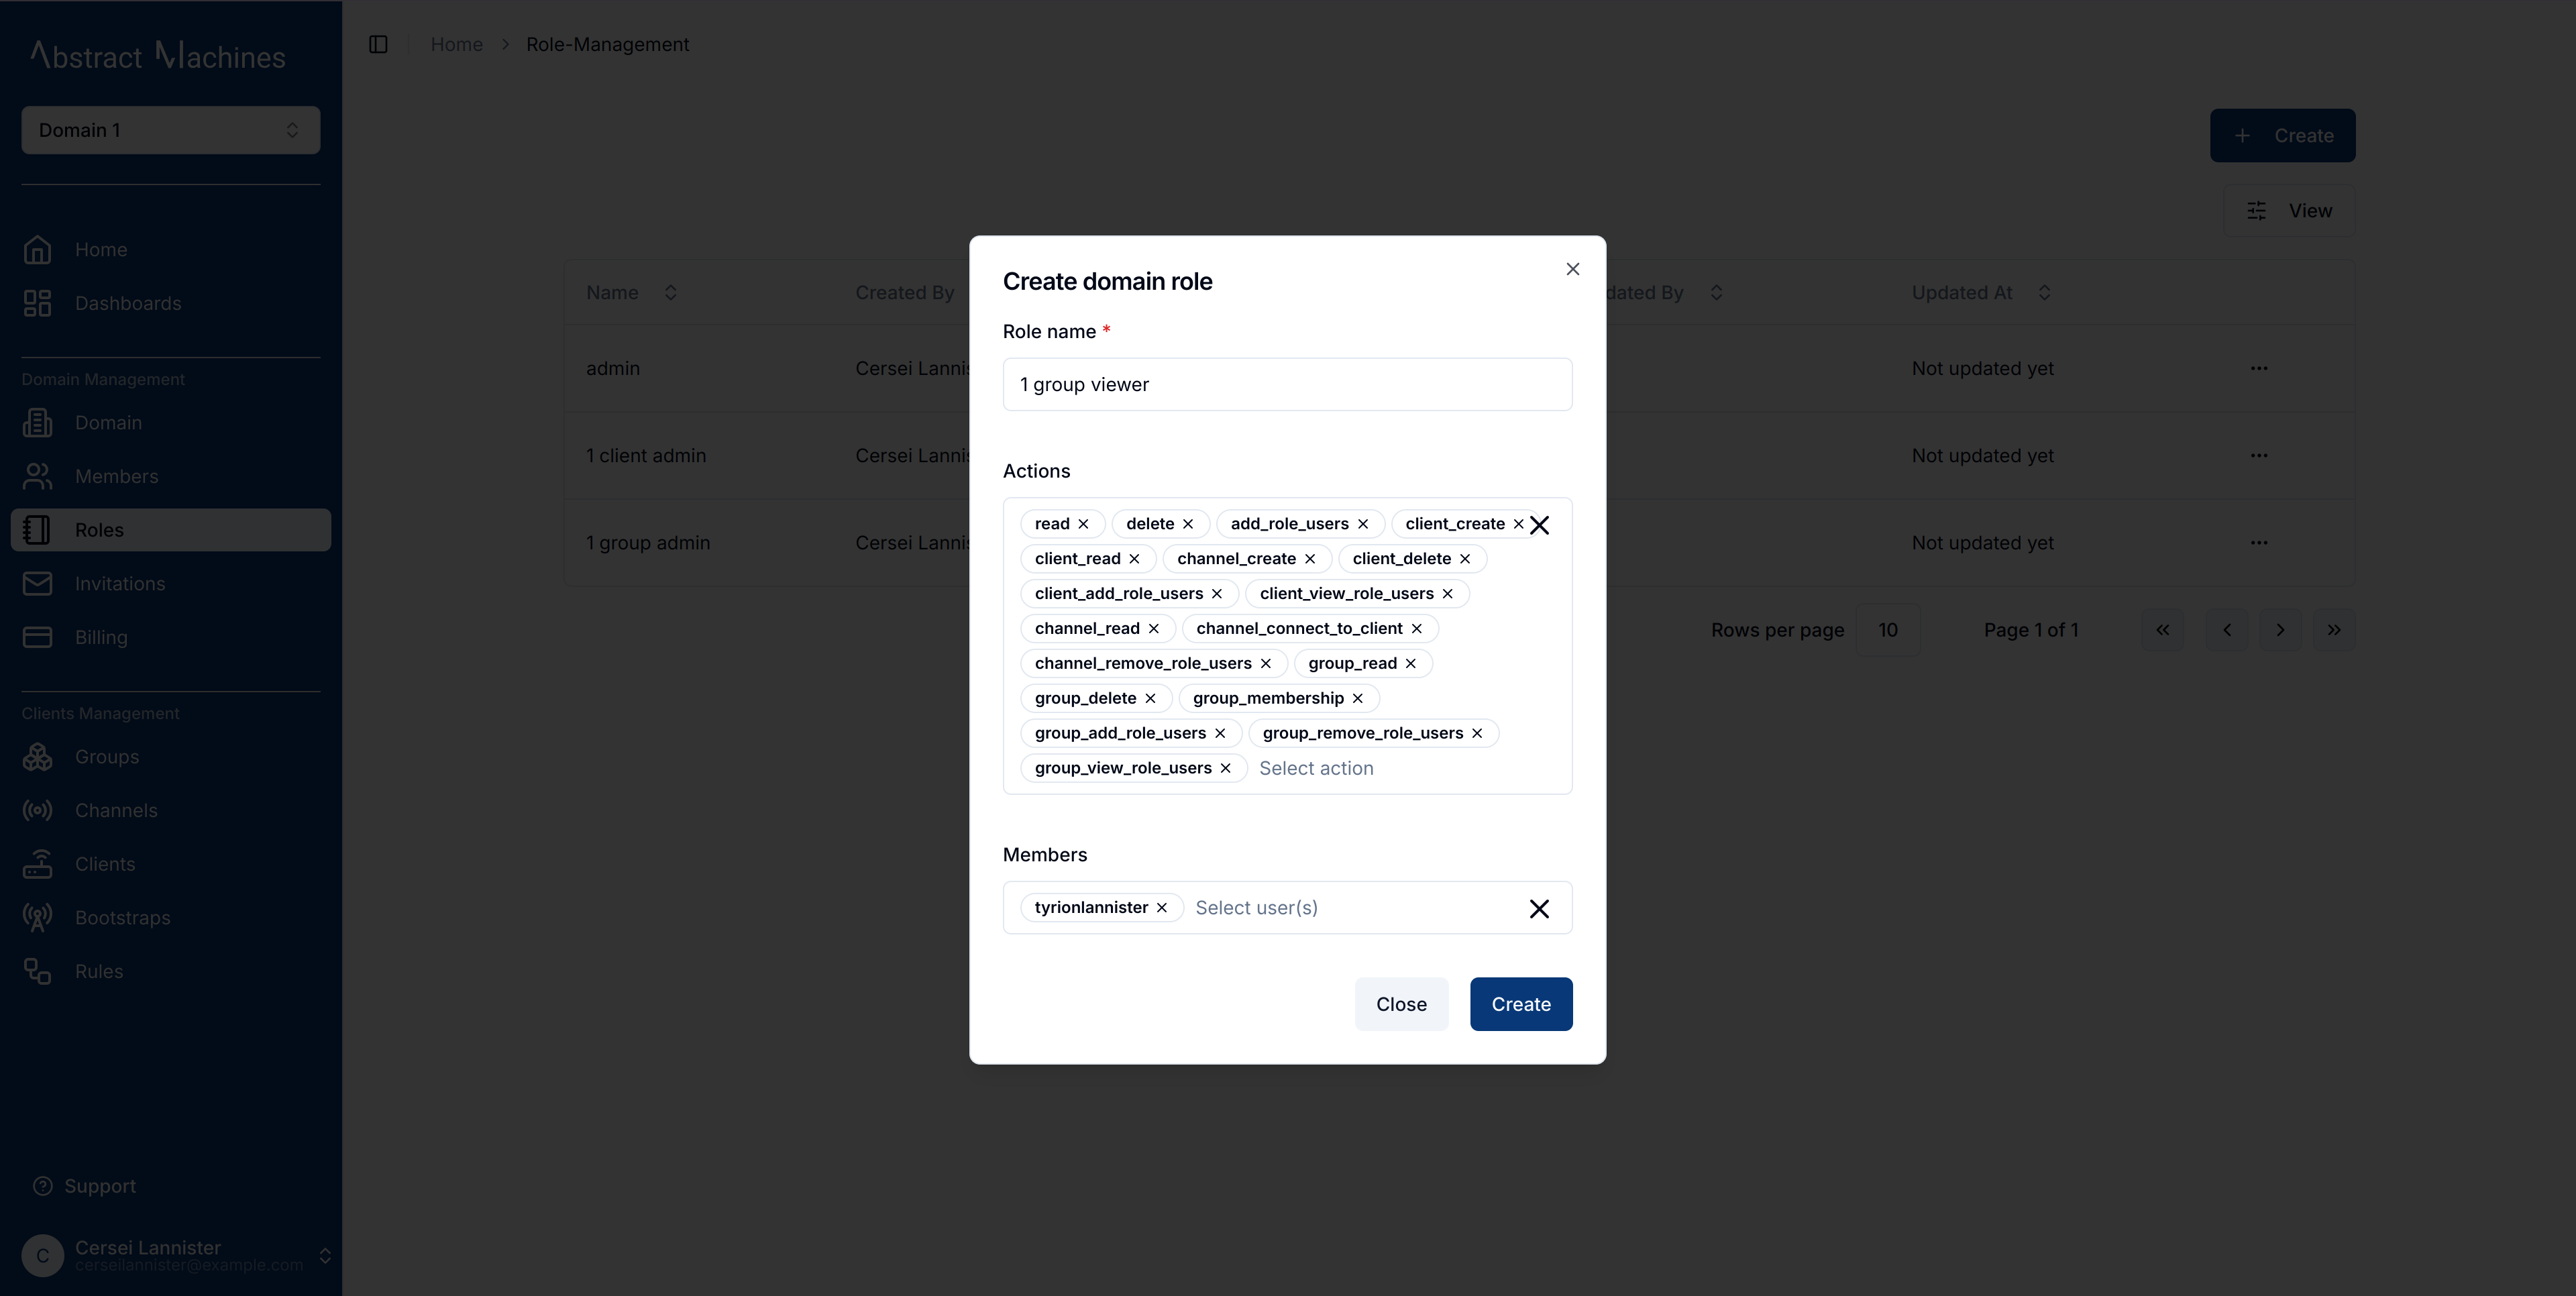 Abstract Machines
Domain 1
Home
Dashboards
Domain Management
Domain
Members
Roles
Invitations
Billing
Clients Management
Groups
Channels
Clients
Bootstraps
Rules
Support
C
Cersei Lannister
cerseilannister@example.com
Home > Role-Management
+ Create
View
Name
Created By
dated By
Updated At
admin
Cersei Lannis
Not updated yet
1 client admin
Cersei Lannis
Not updated yet
1 group admin
Cersei Lannis
Not updated yet
Rows per page 10
Page 1 of 1
Create domain role
Role name *
1 group viewer
Actions
read delete add_role_users client_create
client_read channel_create client_delete
client_add_role_users client_view_role_users
channel_read channel_connect_to_client
channel_remove_role_users group_read
group_delete group_membership
group_add_role_users group_remove_role_users
group_view_role_users Select action
Members
tyrionlannister Select user(s)
Close
Create